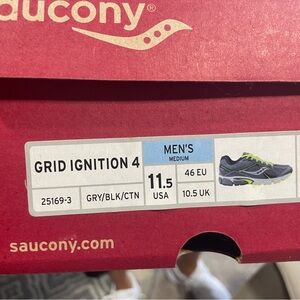 aucony®
GRID IGNITION 4
MEN'S
MEDIUM
11.5
USA
46 EU
10.5 UK
25169-3
GRY/BLK/CTN
saucony.com